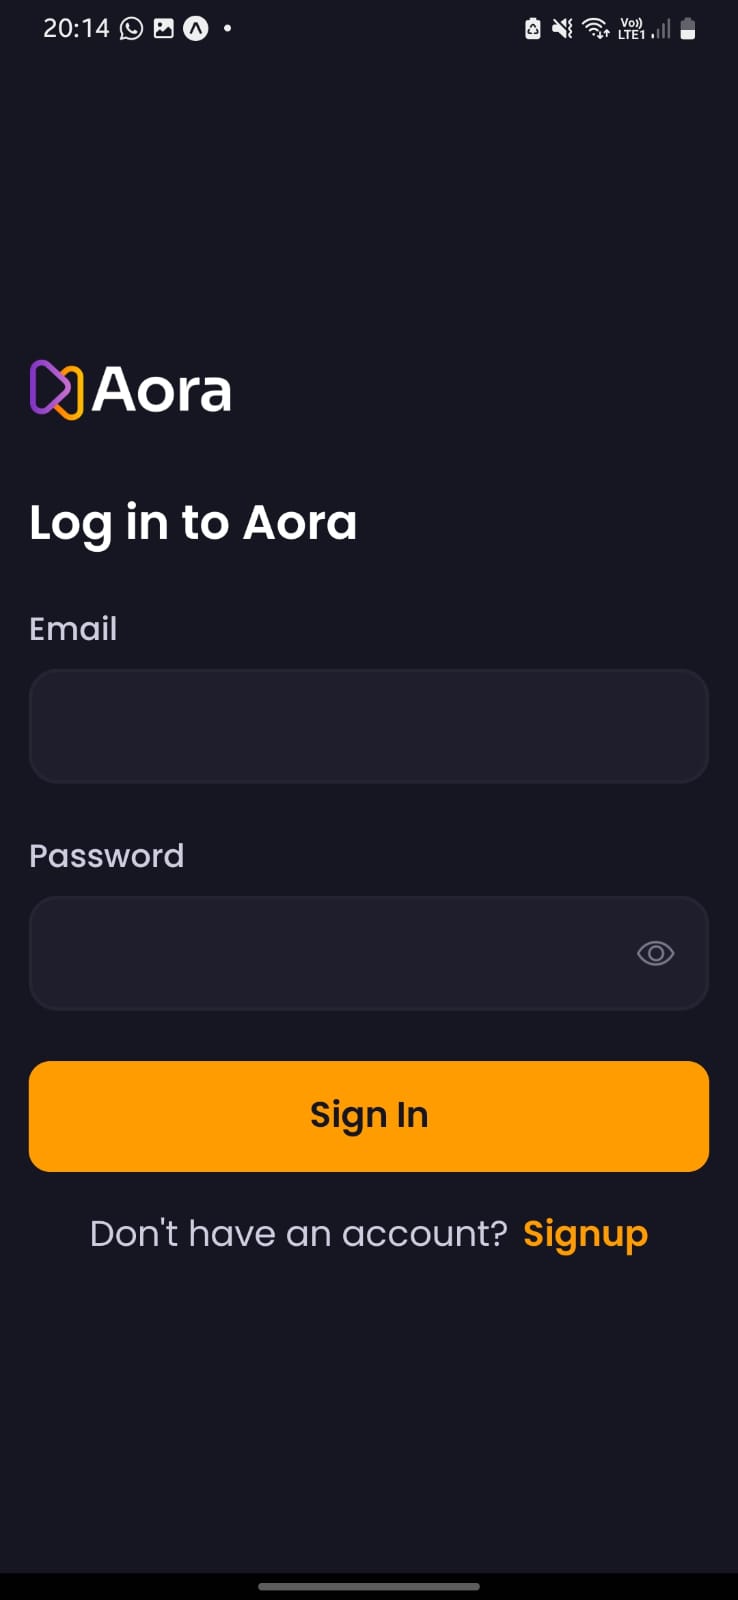 20:14 Vo)) LTE1
Aora
Log in to Aora
Email
Password
Sign In
Don't have an account? Signup